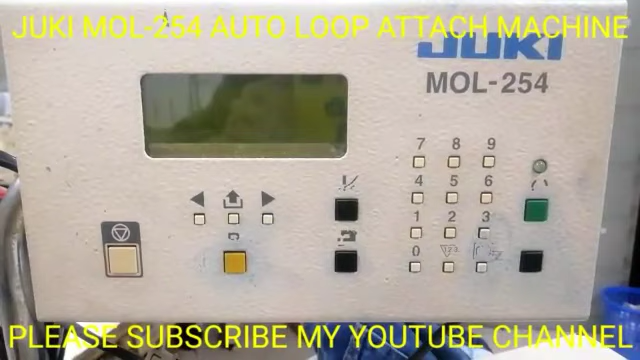 JUKI MOL-254 AUTO LOOP ATTACH MACHINE
JUKI
MOL-254
7 8 9
4 5 6
1 2 3
0
PLEASE SUBSCRIBE MY YOUTUBE CHANNEL